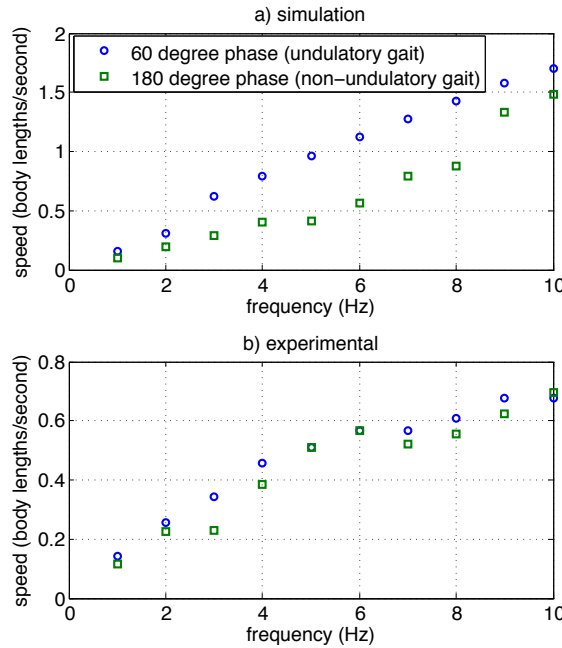 a) simulation
2
60 degree phase (undulatory gait)
180 degree phase (non−undulatory gait)
1.5
1
0.5
0
speed (body lengths/second)
0 2 4 6 8 10
frequency (Hz)
b) experimental
0.8
0.6
0.4
0.2
0
speed (body lengths/second)
0 2 4 6 8 10
frequency (Hz)